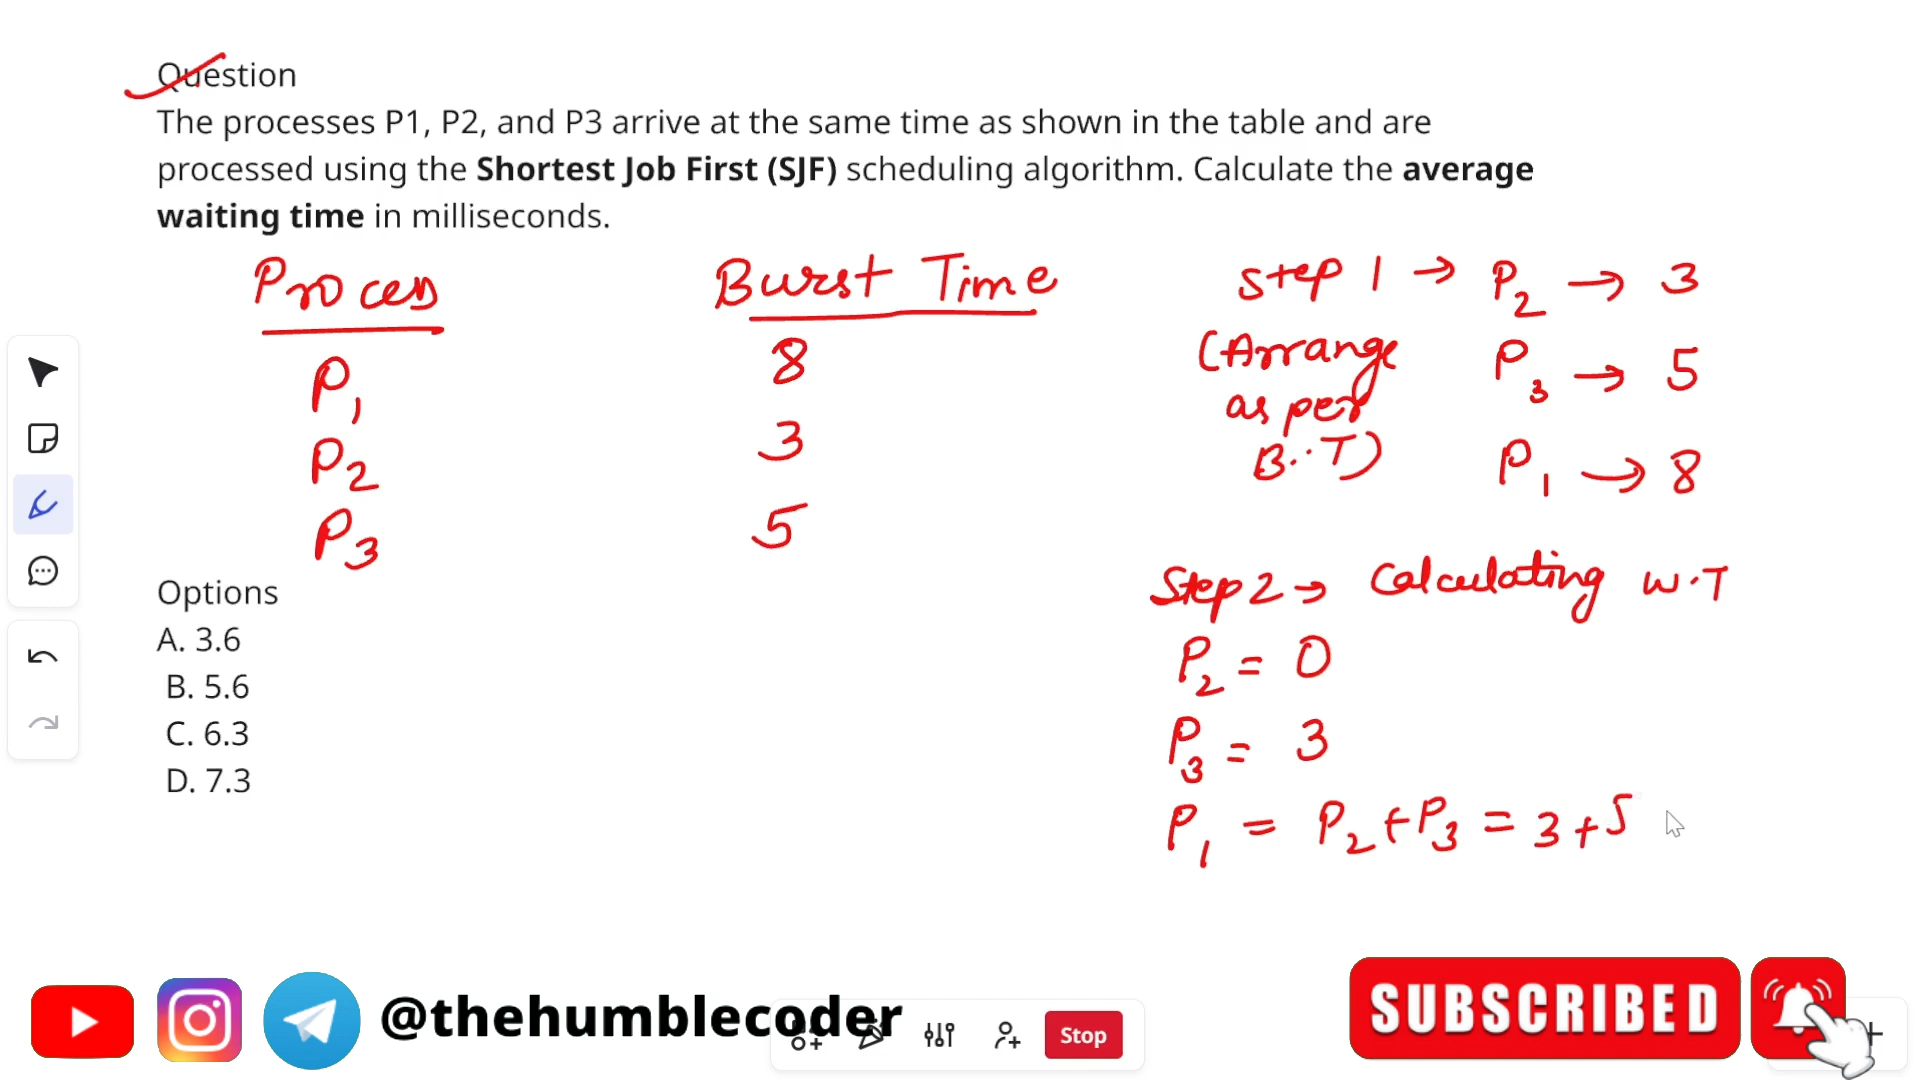 Question
The processes P1, P2, and P3 arrive at the same time as shown in the table and are
processed using the Shortest Job First (SJF) scheduling algorithm. Calculate the average
waiting time in milliseconds.
Process Burst Time
P1 8
P2 3
P3 5
Step 1 → P2 → 3
(Arrange P3 → 5
as per
B.T) P1 → 8
Options
A. 3.6
B. 5.6
C. 6.3
D. 7.3
Step 2 → Calculating W.T
P2 = 0
P3 = 3
P1 = P2 + P3 = 3 + 5
@thehumblecoder
Stop
SUBSCRIBED